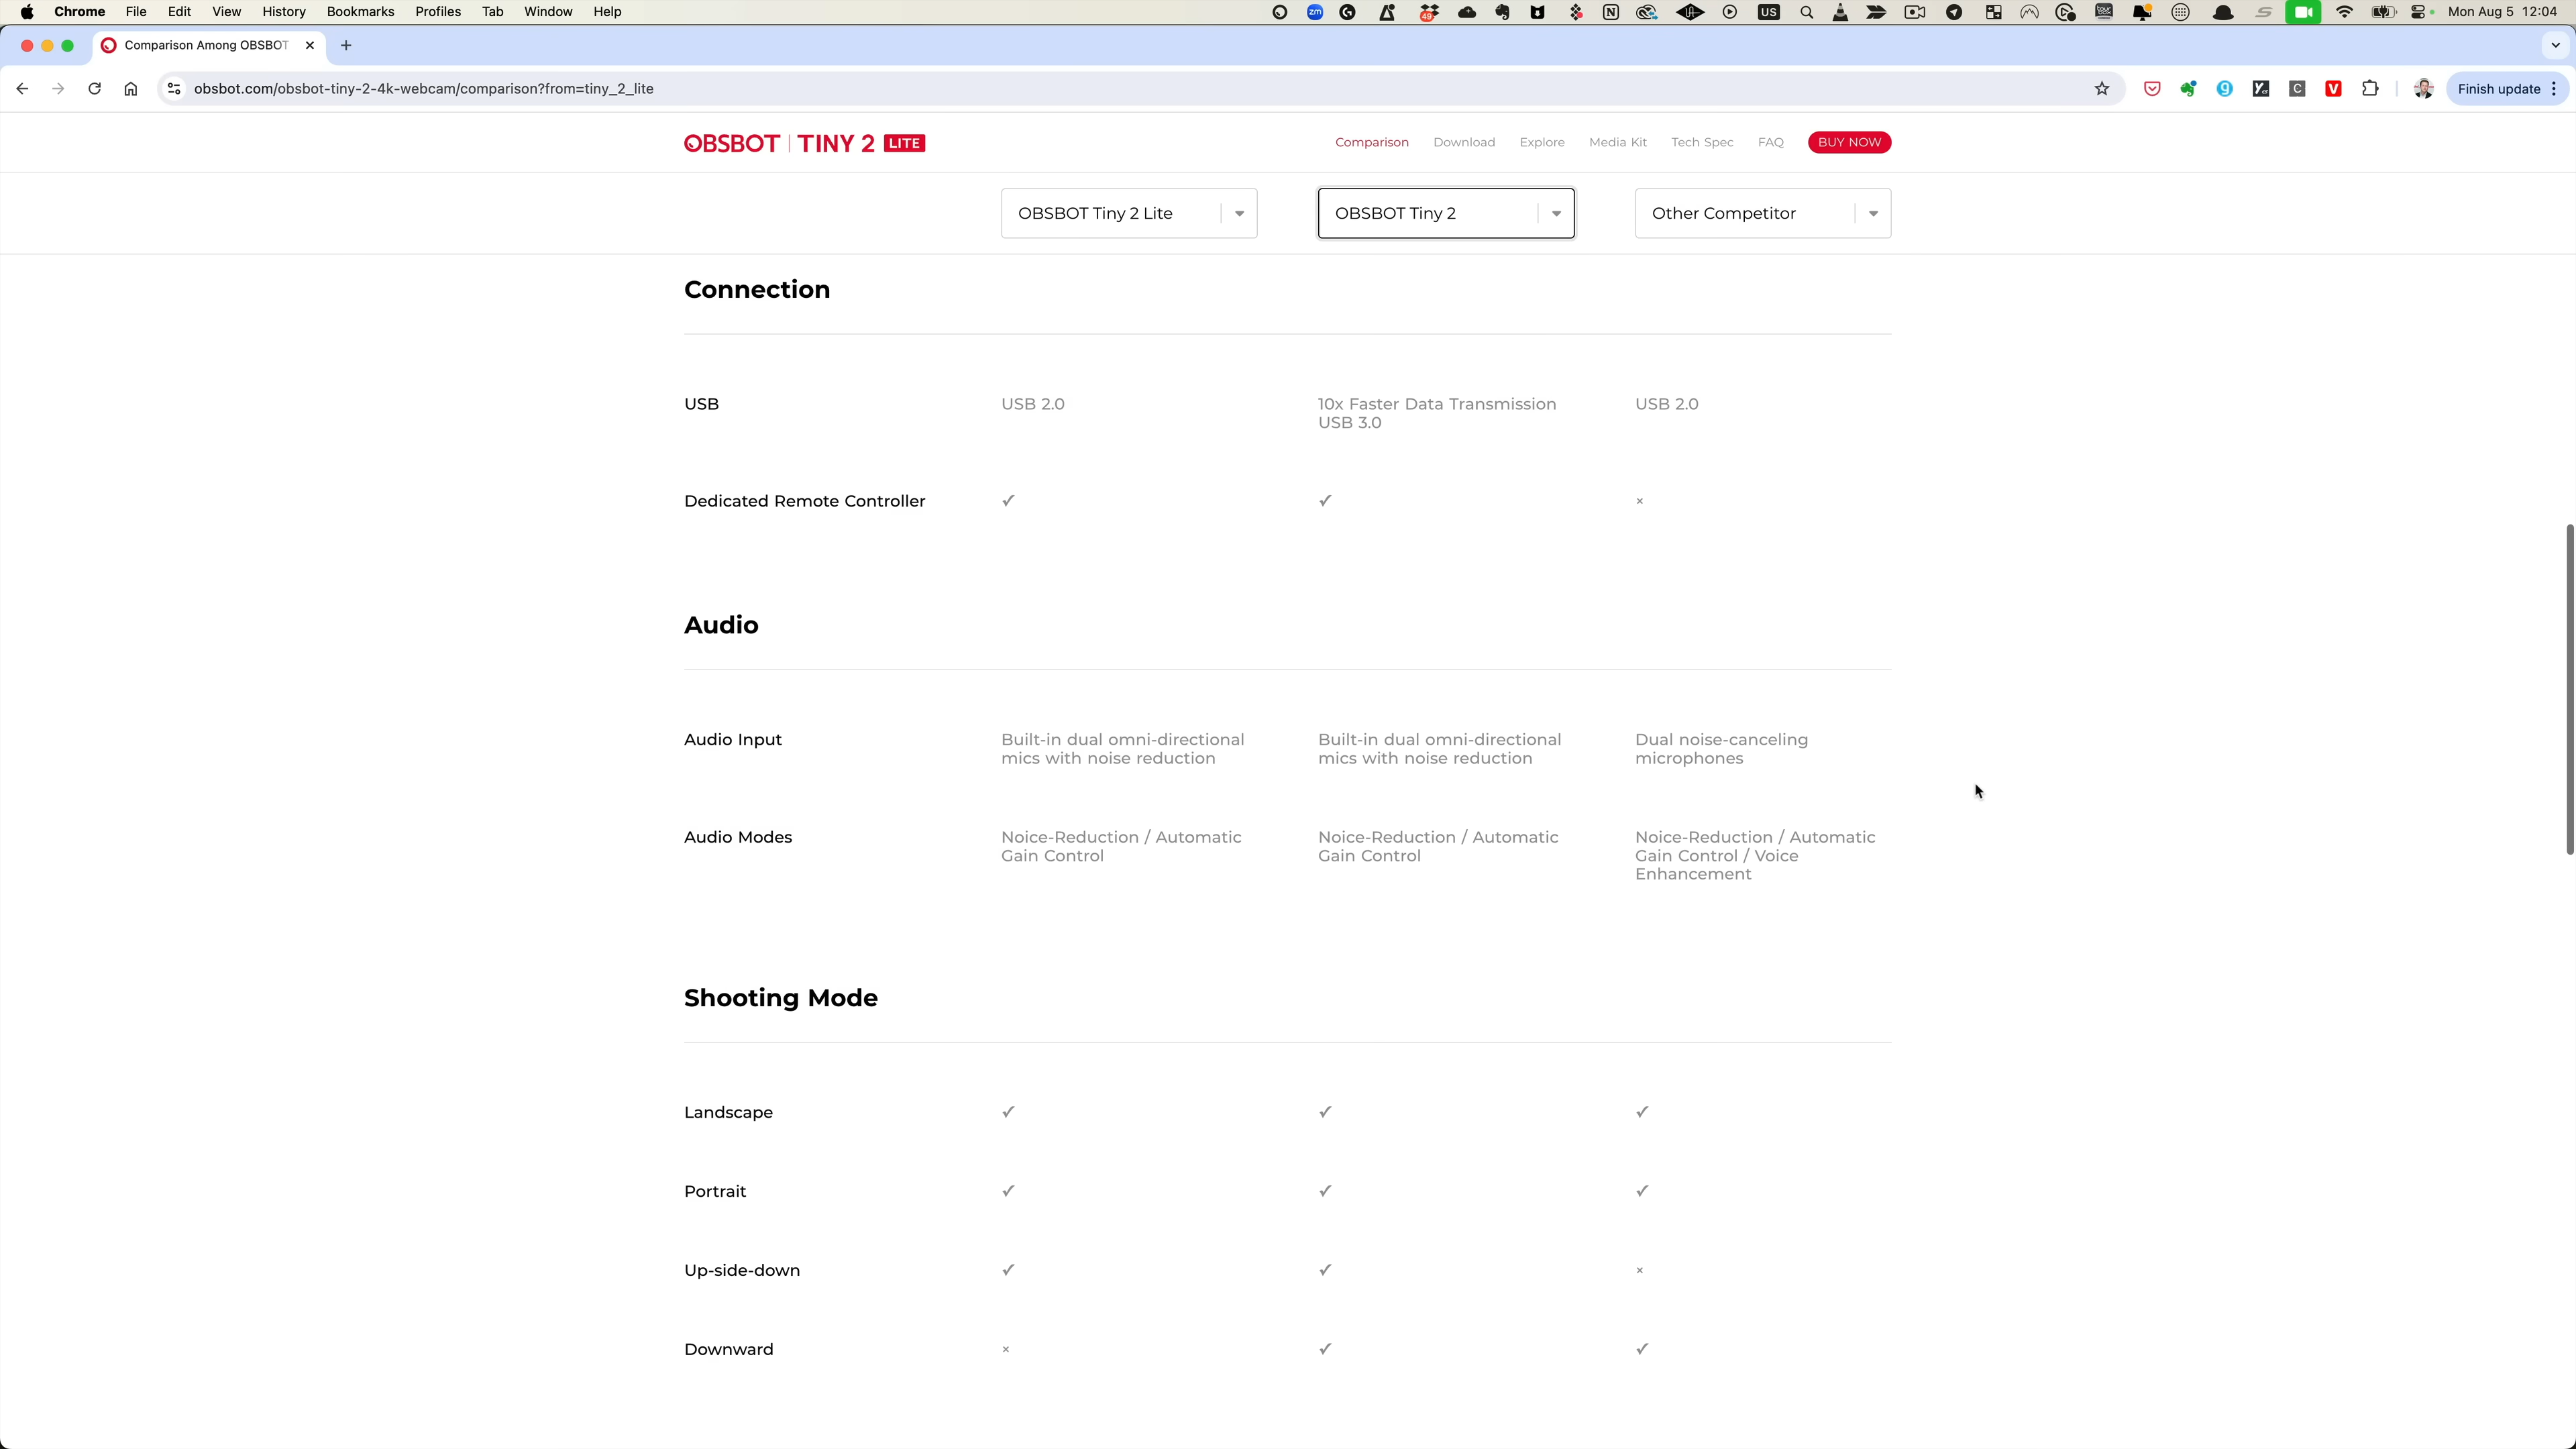 Chrome File Edit View History Bookmarks Profiles Tab Window Help
zm 49 US Mon Aug 5 12:04
Comparison Among OBSBOT
obsbot.com/obsbot-tiny-2-4k-webcam/comparison?from=tiny_2_lite
Finish update
OBSBOT | TINY 2 LITE
Comparison Download Explore Media Kit Tech Spec FAQ BUY NOW
OBSBOT Tiny 2 Lite OBSBOT Tiny 2 Other Competitor
Connection
USB USB 2.0 10x Faster Data Transmission USB 2.0
USB 3.0
Dedicated Remote Controller ✓ ✓ ×
Audio
Audio Input Built-in dual omni-directional Built-in dual omni-directional Dual noise-canceling
mics with noise reduction mics with noise reduction microphones
Audio Modes Noice-Reduction / Automatic Noice-Reduction / Automatic Noice-Reduction / Automatic
Gain Control Gain Control Gain Control / Voice
Enhancement
Shooting Mode
Landscape ✓ ✓ ✓
Portrait ✓ ✓ ✓
Up-side-down ✓ ✓ ×
Downward × ✓ ✓